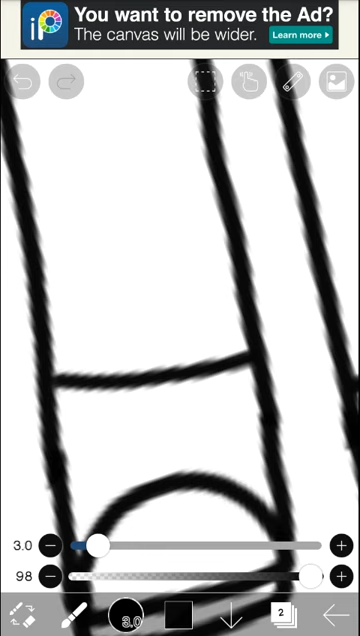 iP
You want to remove the Ad?
The canvas will be wider.
Learn more
3.0
98
3.0
2